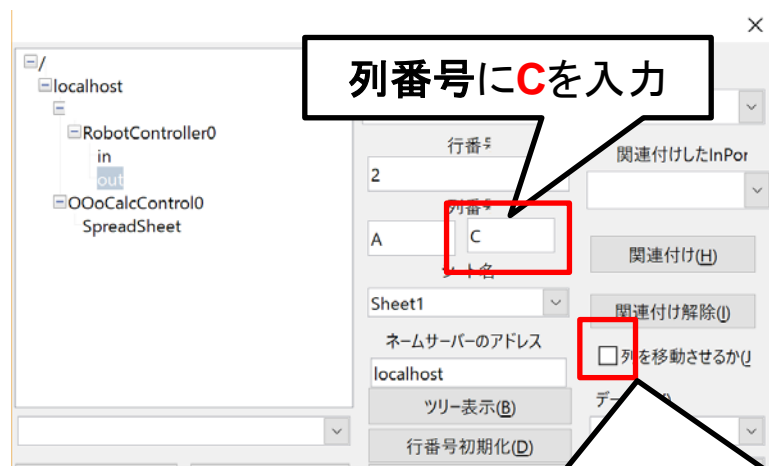 列番号にCを入力
/
localhost
RobotController0
in
out
OOoCalcControl0
SpreadSheet
行番号
2
列番号
A
C
シート名
Sheet1
ネームサーバーのアドレス
localhost
ツリー表示(B)
行番号初期化(D)
関連付けしたInPor
関連付け(H)
関連付け解除(I)
列を移動させるか(J
デー